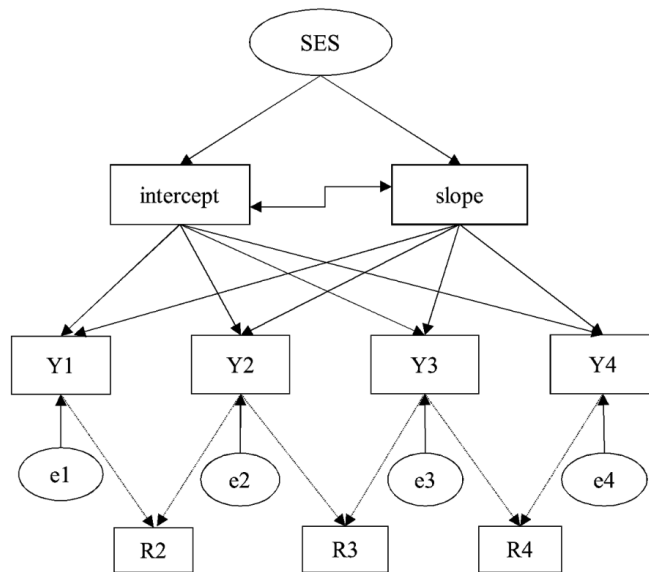 SES
intercept
slope
Y1
Y2
Y3
Y4
e1
e2
e3
e4
R2
R3
R4